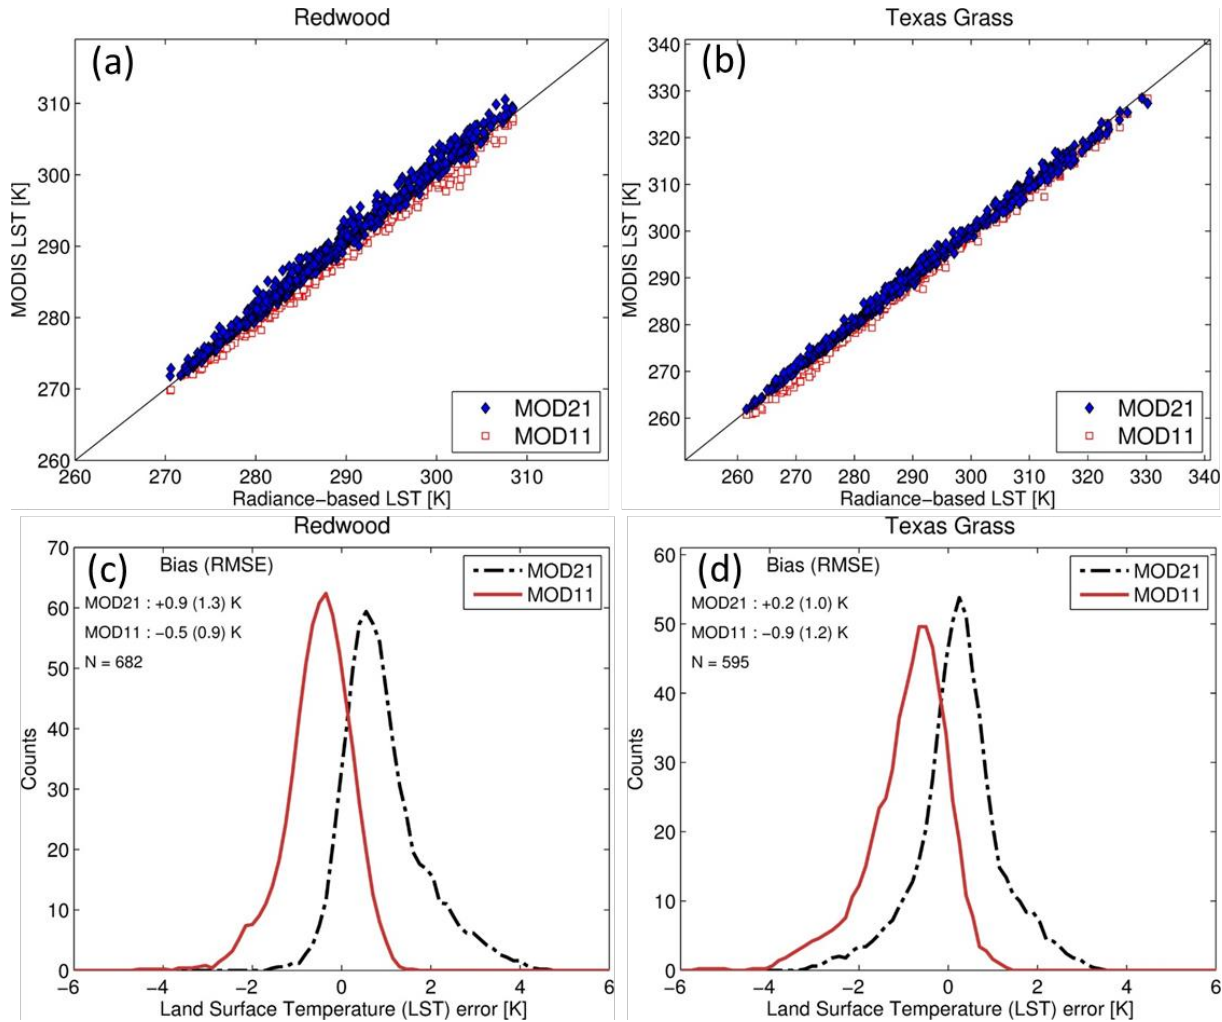 Redwood
(a)
MODIS LST [K]
310
300
290
280
270
260
260 270 280 290 300 310
Radiance−based LST [K]
MOD21
MOD11
Texas Grass
(b)
MODIS LST [K]
340
330
320
310
300
290
280
270
260
260 270 280 290 300 310 320 330 340
Radiance−based LST [K]
MOD21
MOD11
Redwood
(c)
Bias (RMSE)
MOD21 : +0.9 (1.3) K
MOD11 : −0.5 (0.9) K
N = 682
MOD21
MOD11
Counts
70
60
50
40
30
20
10
0
−6 −4 −2 0 2 4 6
Land Surface Temperature (LST) error [K]
Texas Grass
(d)
Bias (RMSE)
MOD21 : +0.2 (1.0) K
MOD11 : −0.9 (1.2) K
N = 595
MOD21
MOD11
Counts
60
50
40
30
20
10
0
−6 −4 −2 0 2 4 6
Land Surface Temperature (LST) error [K]